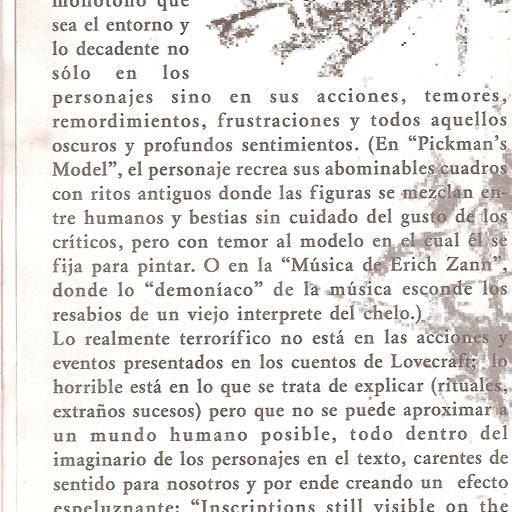 monótono que
sea el entorno y
lo decadente no
sólo en los
personajes sino en sus acciones, temores,
remordimientos, frustraciones y todos aquellos
oscuros y profundos sentimientos. (En “Pickman’s
Model”, el personaje recrea sus abominables cuadros
con ritos antiguos donde las figuras se mezclan en-
tre humanos y bestias sin cuidado del gusto de los
críticos, pero con temor al modelo en el cual él se
fija para pintar. O en la “Música de Erich Zann”,
donde lo “demoníaco” de la música esconde los
resabios de un viejo interprete del chelo.)
Lo realmente terrorífico no está en las acciones y
eventos presentados en los cuentos de Lovecraft; lo
horrible está en lo que se trata de explicar (rituales,
extraños sucesos) pero que no se puede aproximar a
un mundo humano posible, todo dentro del
imaginario de los personajes en el texto, carentes de
sentido para nosotros y por ende creando un efecto
espeluznante: “Inscriptions still visible on the